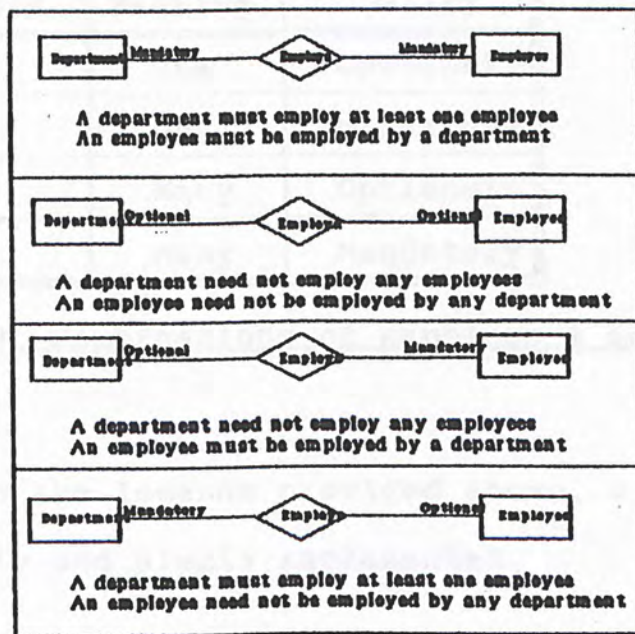 Department Mandatory Employs Mandatory Employee
A department must employ at least one employee
An employee must be employed by a department
Department Optional Employs Optional Employee
A department need not employ any employees
An employee need not be employed by any department
Department Optional Employs Mandatory Employee
A department need not employ any employees
An employee must be employed by a department
Department Mandatory Employs Optional Employee
A department must employ at least one employee
An employee need not be employed by any department